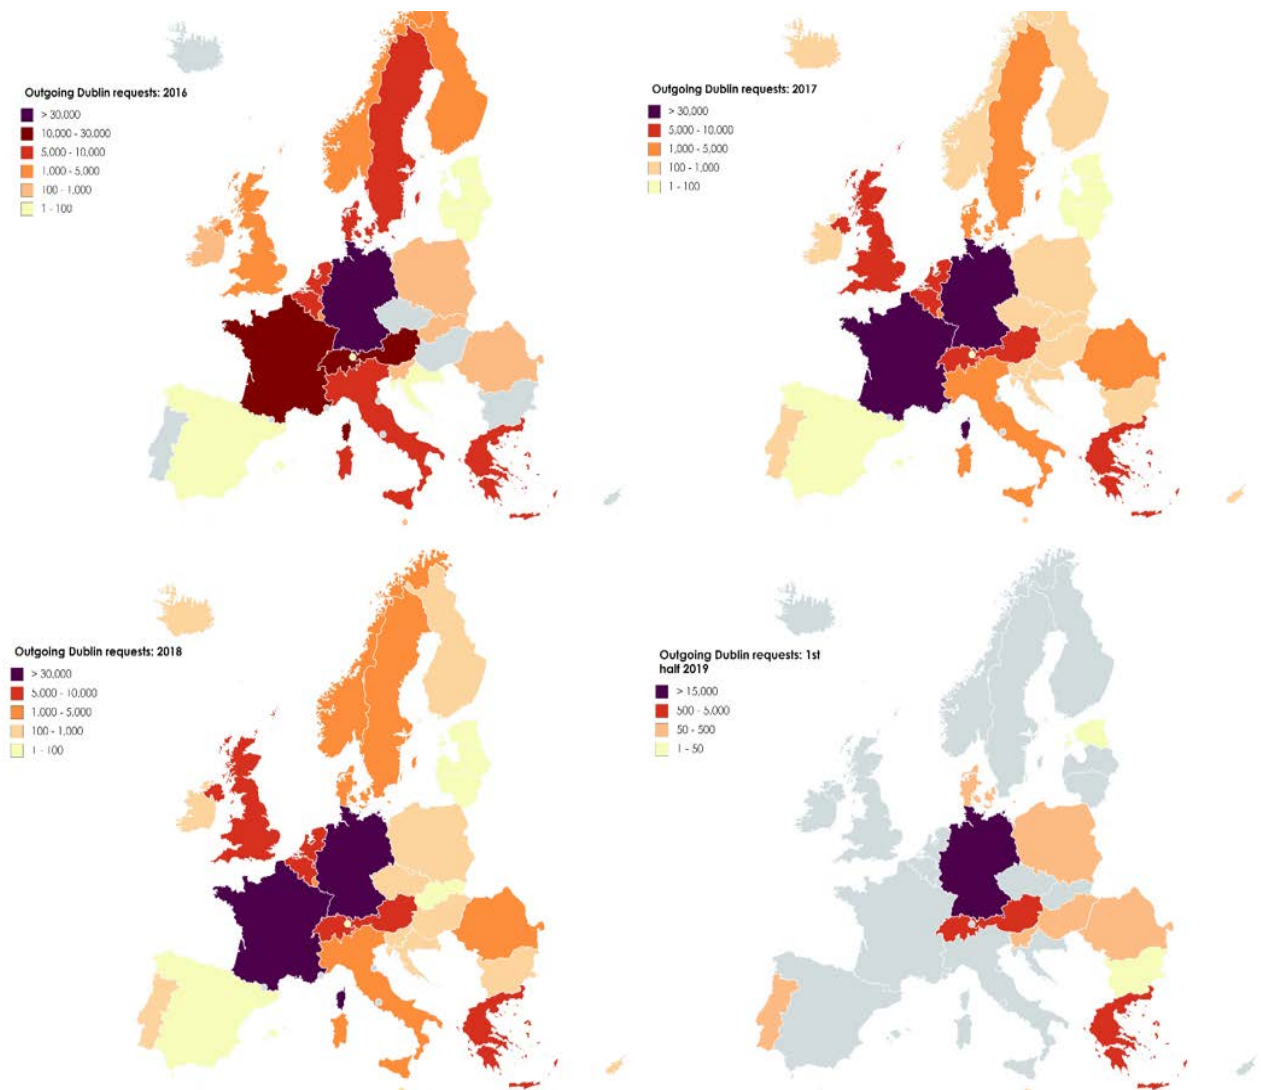 Outgoing Dublin requests: 2016
> 30,000
10,000 - 30,000
5,000 - 10,000
1,000 - 5,000
100 - 1,000
1 - 100
Outgoing Dublin requests: 2017
> 30,000
5,000 - 10,000
1,000 - 5,000
100 - 1,000
1 - 100
Outgoing Dublin requests: 2018
> 30,000
5,000 - 10,000
1,000 - 5,000
100 - 1,000
1 - 100
Outgoing Dublin requests: 1st
half 2019
> 15,000
500 - 5,000
50 - 500
1 - 50